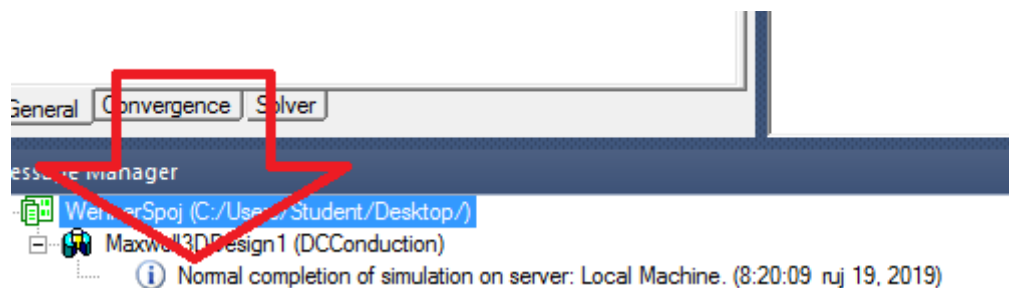 General Convergence Solver
Message Manager
WennerSpoj (C:/Users/Student/Desktop/)
Maxwell3DDesign1 (DCConduction)
Normal completion of simulation on server: Local Machine. (8:20:09 ruj 19, 2019)